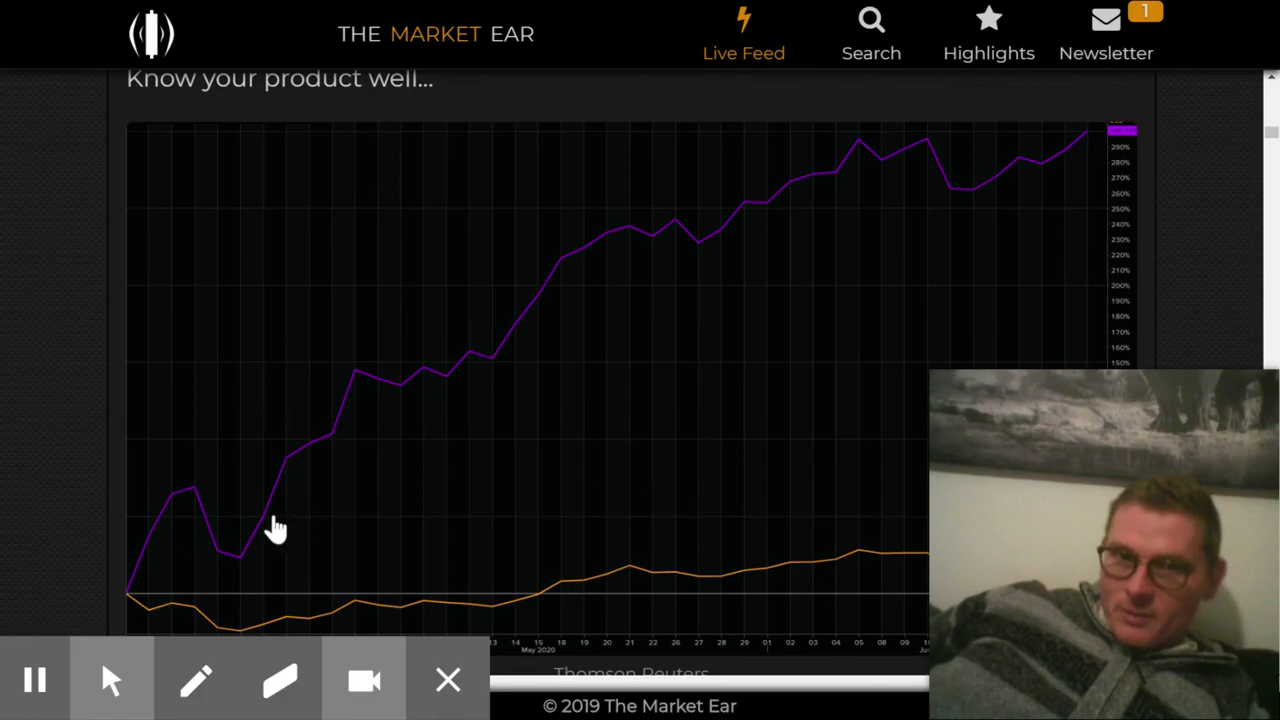 THE MARKET EAR
Live Feed
Search
Highlights
1
Newsletter
Know your product well...
290%
280%
270%
260%
250%
240%
230%
220%
210%
200%
190%
180%
170%
160%
150%
13 14 15 18 19 20 21 22 26 27 28 29 01 02 03 04 05 08 09
May 2020
Thomson Reuters
© 2019 The Market Ear